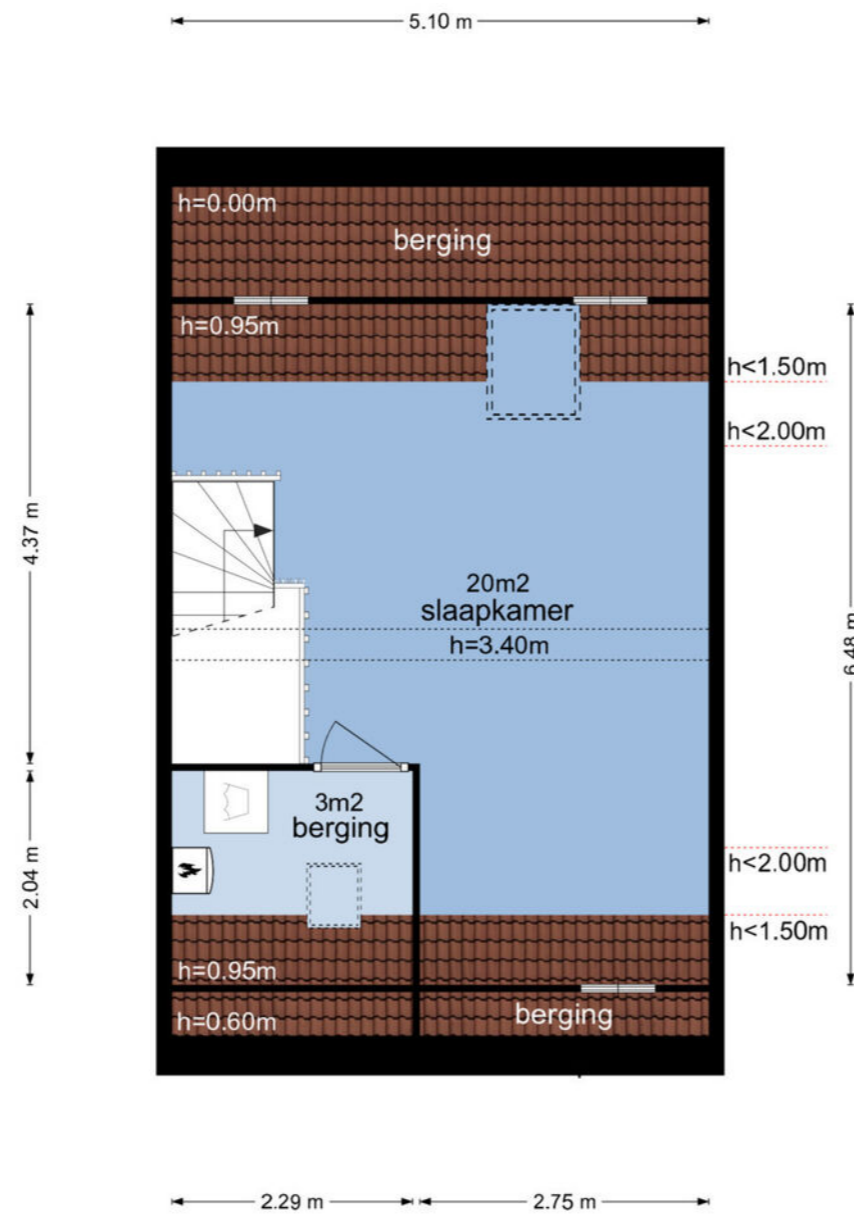 5.10 m
h=0.00m
berging
h=0.95m
h<1.50m
h<2.00m
4.37 m
20m2
slaapkamer
h=3.40m
6.48 m
3m2
berging
2.04 m
h<2.00m
h<1.50m
h=0.95m
h=0.60m
berging
2.29 m
2.75 m